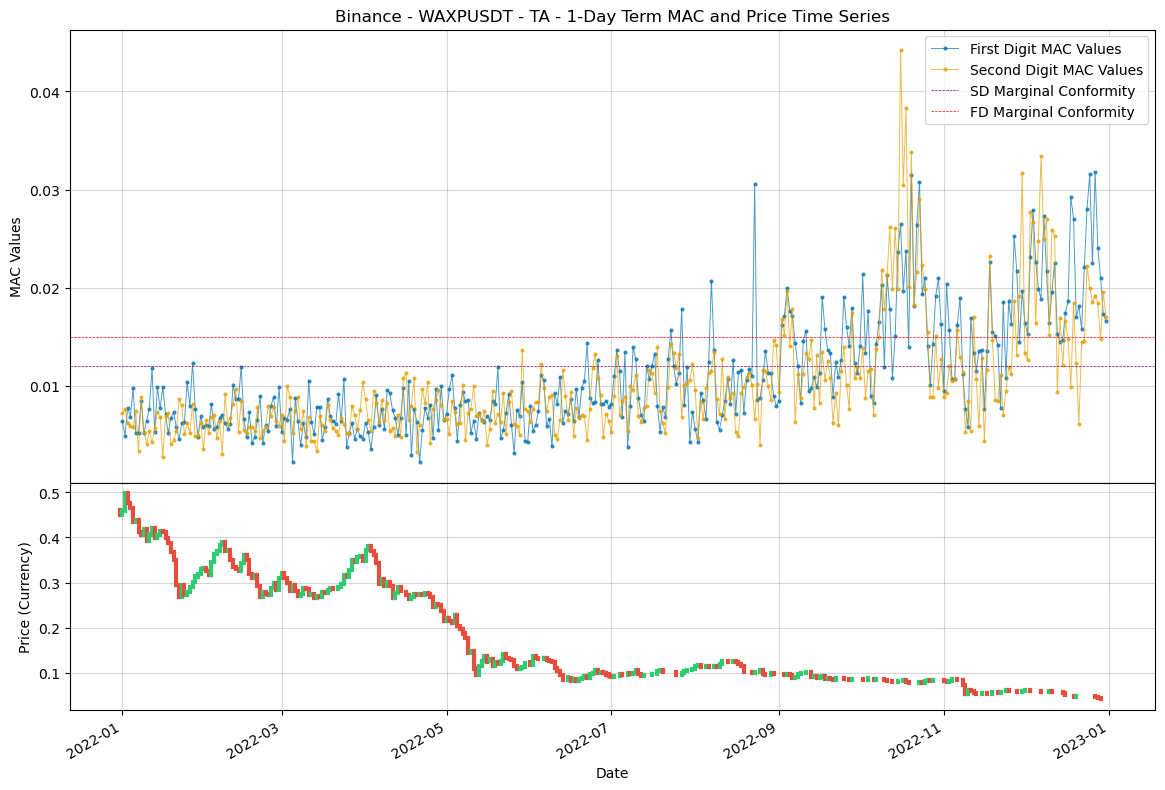 Binance - WAXPUSDT - TA - 1-Day Term MAC and Price Time Series
First Digit MAC Values
Second Digit MAC Values
SD Marginal Conformity
FD Marginal Conformity
MAC Values
0.04
0.03
0.02
0.01
Price (Currency)
0.5
0.4
0.3
0.2
0.1
2022-01
2022-03
2022-05
2022-07
2022-09
2022-11
2023-01
Date